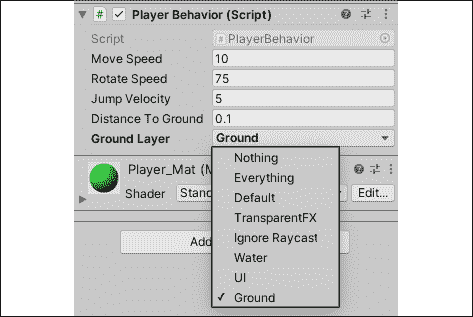 Player Behavior (Script)
Script PlayerBehavior
Move Speed 10
Rotate Speed 75
Jump Velocity 5
Distance To Ground 0.1
Ground Layer Ground
Nothing
Everything
Default
TransparentFX
Ignore Raycast
Water
UI
Ground
Player_Mat (M
Shader Stand
Edit...
Add